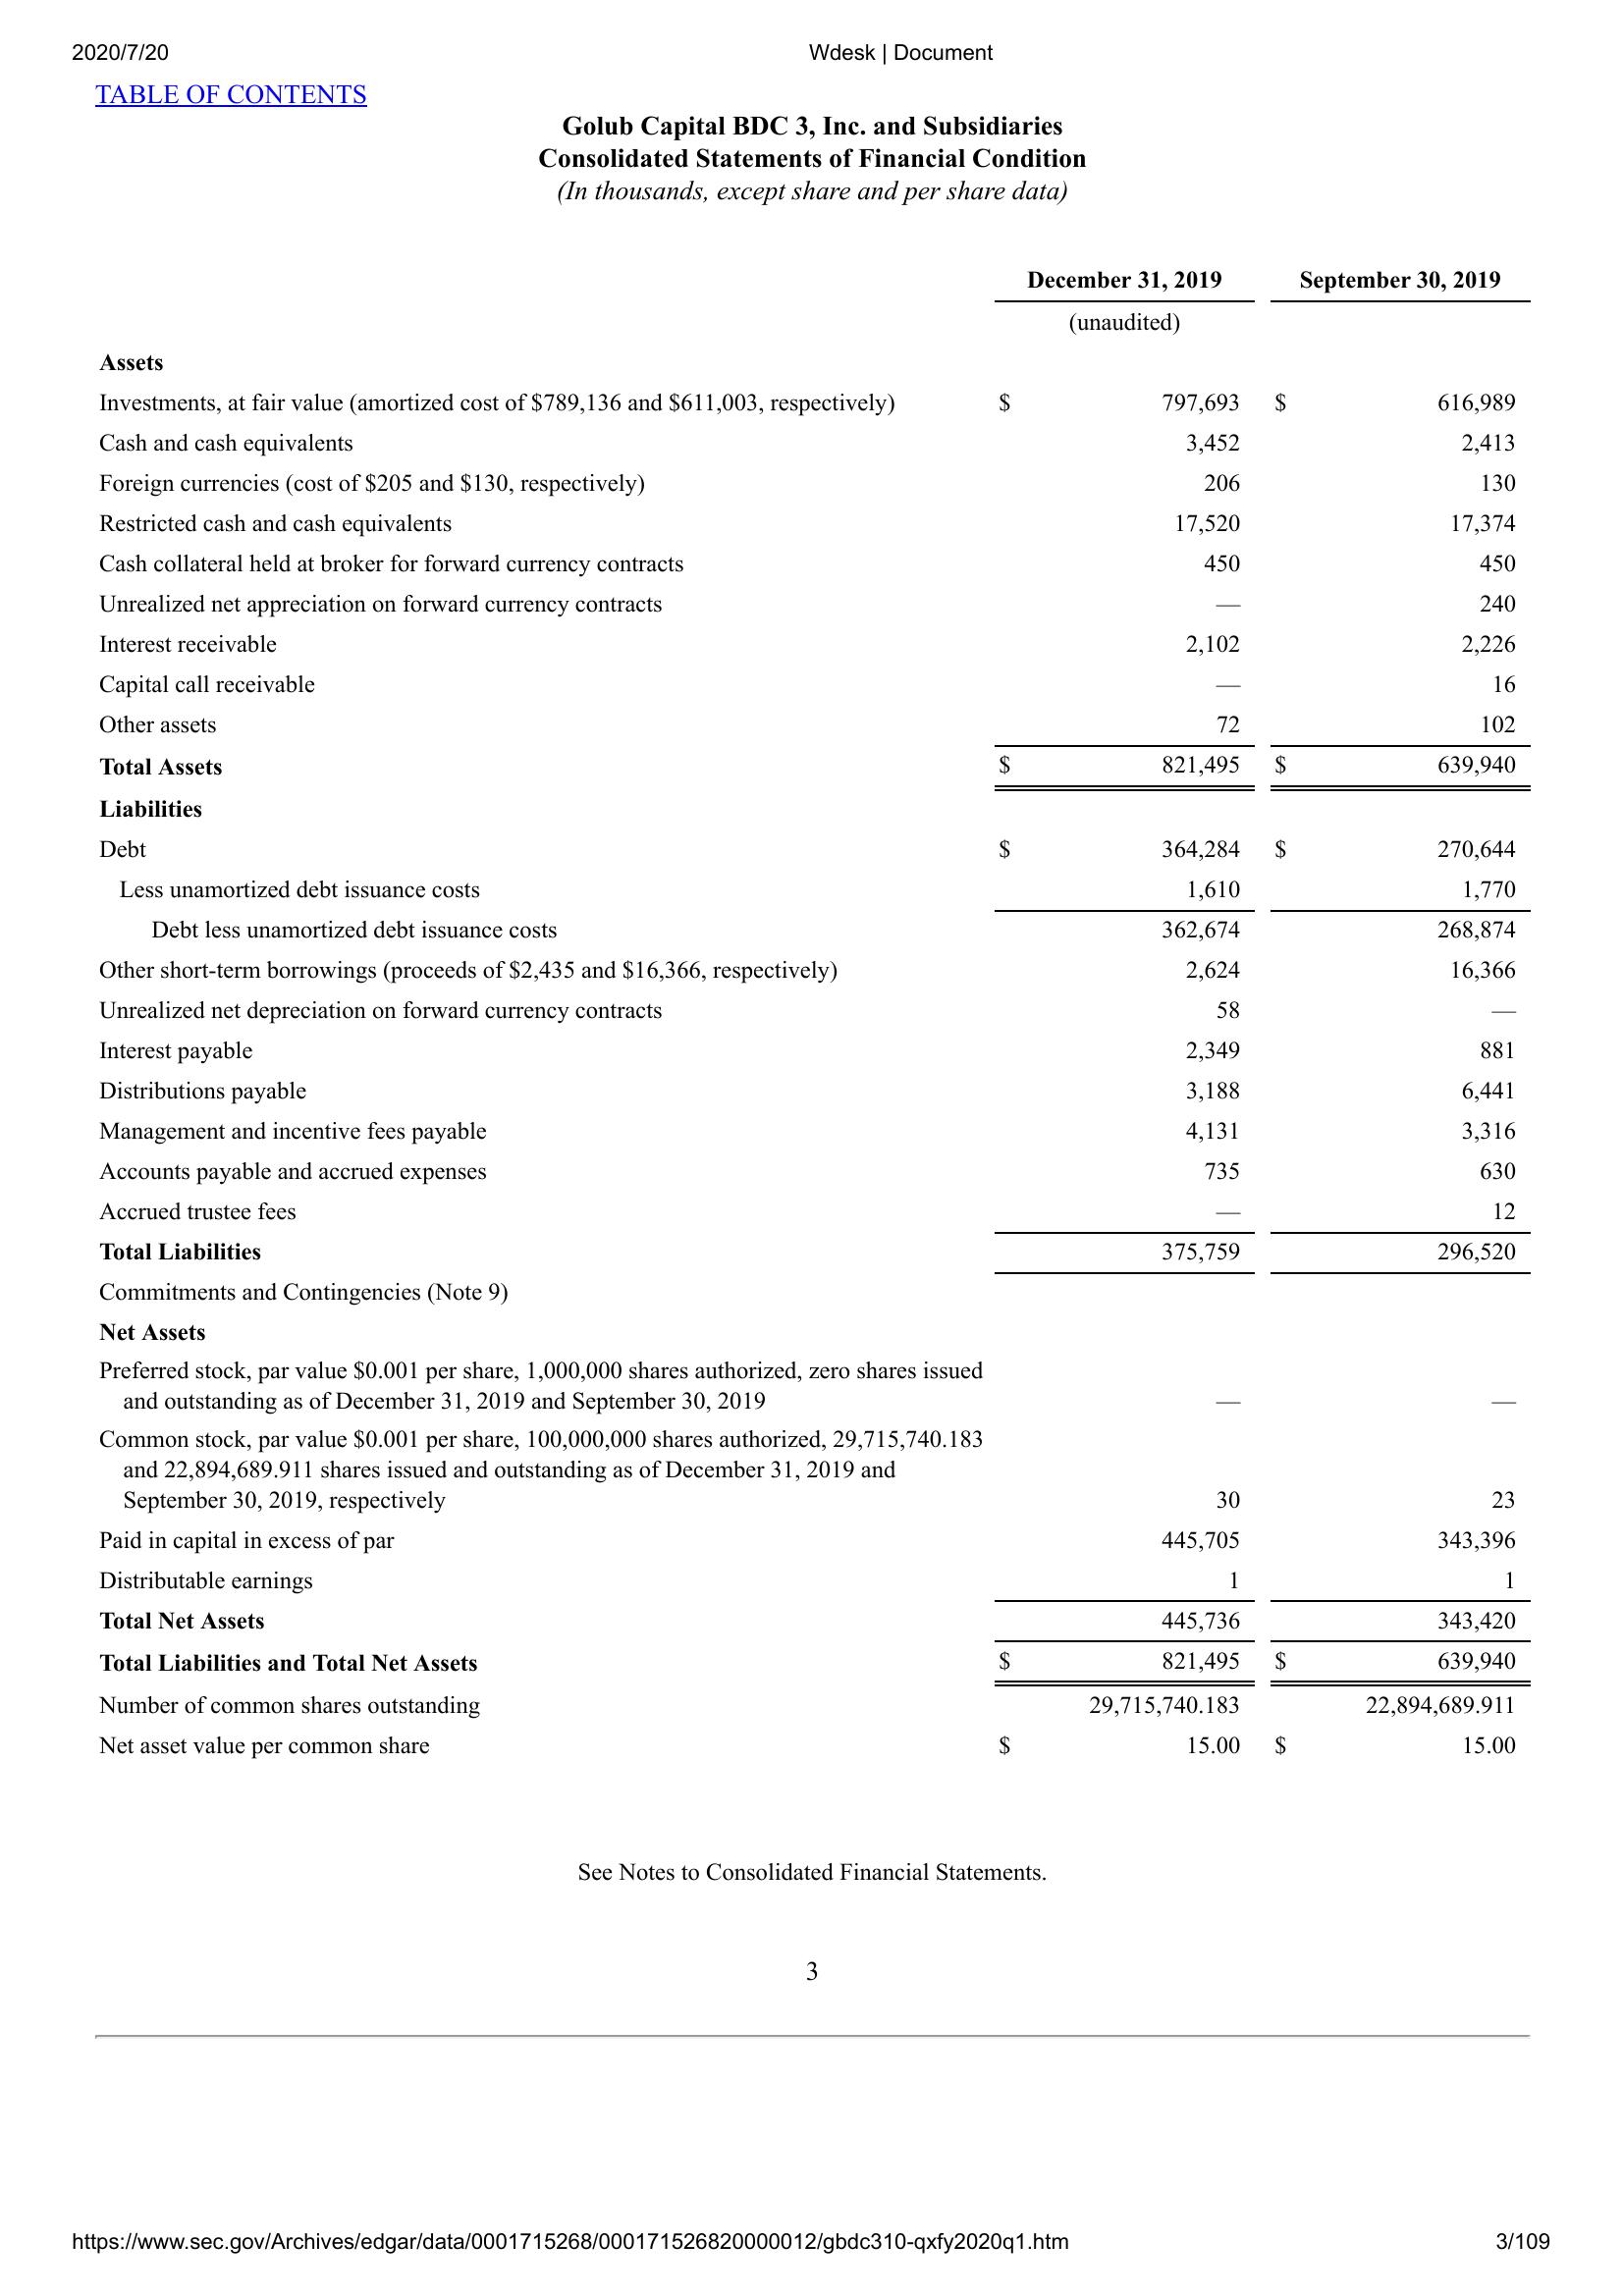 2020/7/20 Wdesk | Document
TABLE OF CONTENTS
Golub Capital BDC 3, Inc. and Subsidiaries
Consolidated Statements of Financial Condition
(In thousands, except share and per share data)
December 31, 2019 September 30, 2019
(unaudited)
Assets
Investments, at fair value (amortized cost of $789,136 and $611,003, respectively) $ 797,693 $ 616,989
Cash and cash equivalents 3,452 2,413
Foreign currencies (cost of $205 and $130, respectively) 206 130
Restricted cash and cash equivalents 17,520 17,374
Cash collateral held at broker for forward currency contracts 450 450
Unrealized net appreciation on forward currency contracts — 240
Interest receivable 2,102 2,226
Capital call receivable — 16
Other assets 72 102
Total Assets $ 821,495 $ 639,940
Liabilities
Debt $ 364,284 $ 270,644
Less unamortized debt issuance costs 1,610 1,770
Debt less unamortized debt issuance costs 362,674 268,874
Other short-term borrowings (proceeds of $2,435 and $16,366, respectively) 2,624 16,366
Unrealized net depreciation on forward currency contracts 58 —
Interest payable 2,349 881
Distributions payable 3,188 6,441
Management and incentive fees payable 4,131 3,316
Accounts payable and accrued expenses 735 630
Accrued trustee fees — 12
Total Liabilities 375,759 296,520
Commitments and Contingencies (Note 9)
Net Assets
Preferred stock, par value $0.001 per share, 1,000,000 shares authorized, zero shares issued
and outstanding as of December 31, 2019 and September 30, 2019 — —
Common stock, par value $0.001 per share, 100,000,000 shares authorized, 29,715,740.183
and 22,894,689.911 shares issued and outstanding as of December 31, 2019 and
September 30, 2019, respectively 30 23
Paid in capital in excess of par 445,705 343,396
Distributable earnings 1 1
Total Net Assets 445,736 343,420
Total Liabilities and Total Net Assets $ 821,495 $ 639,940
Number of common shares outstanding 29,715,740.183 22,894,689.911
Net asset value per common share $ 15.00 $ 15.00
See Notes to Consolidated Financial Statements.
3
https://www.sec.gov/Archives/edgar/data/0001715268/000171526820000012/gbdc310-qxfy2020q1.htm 3/109